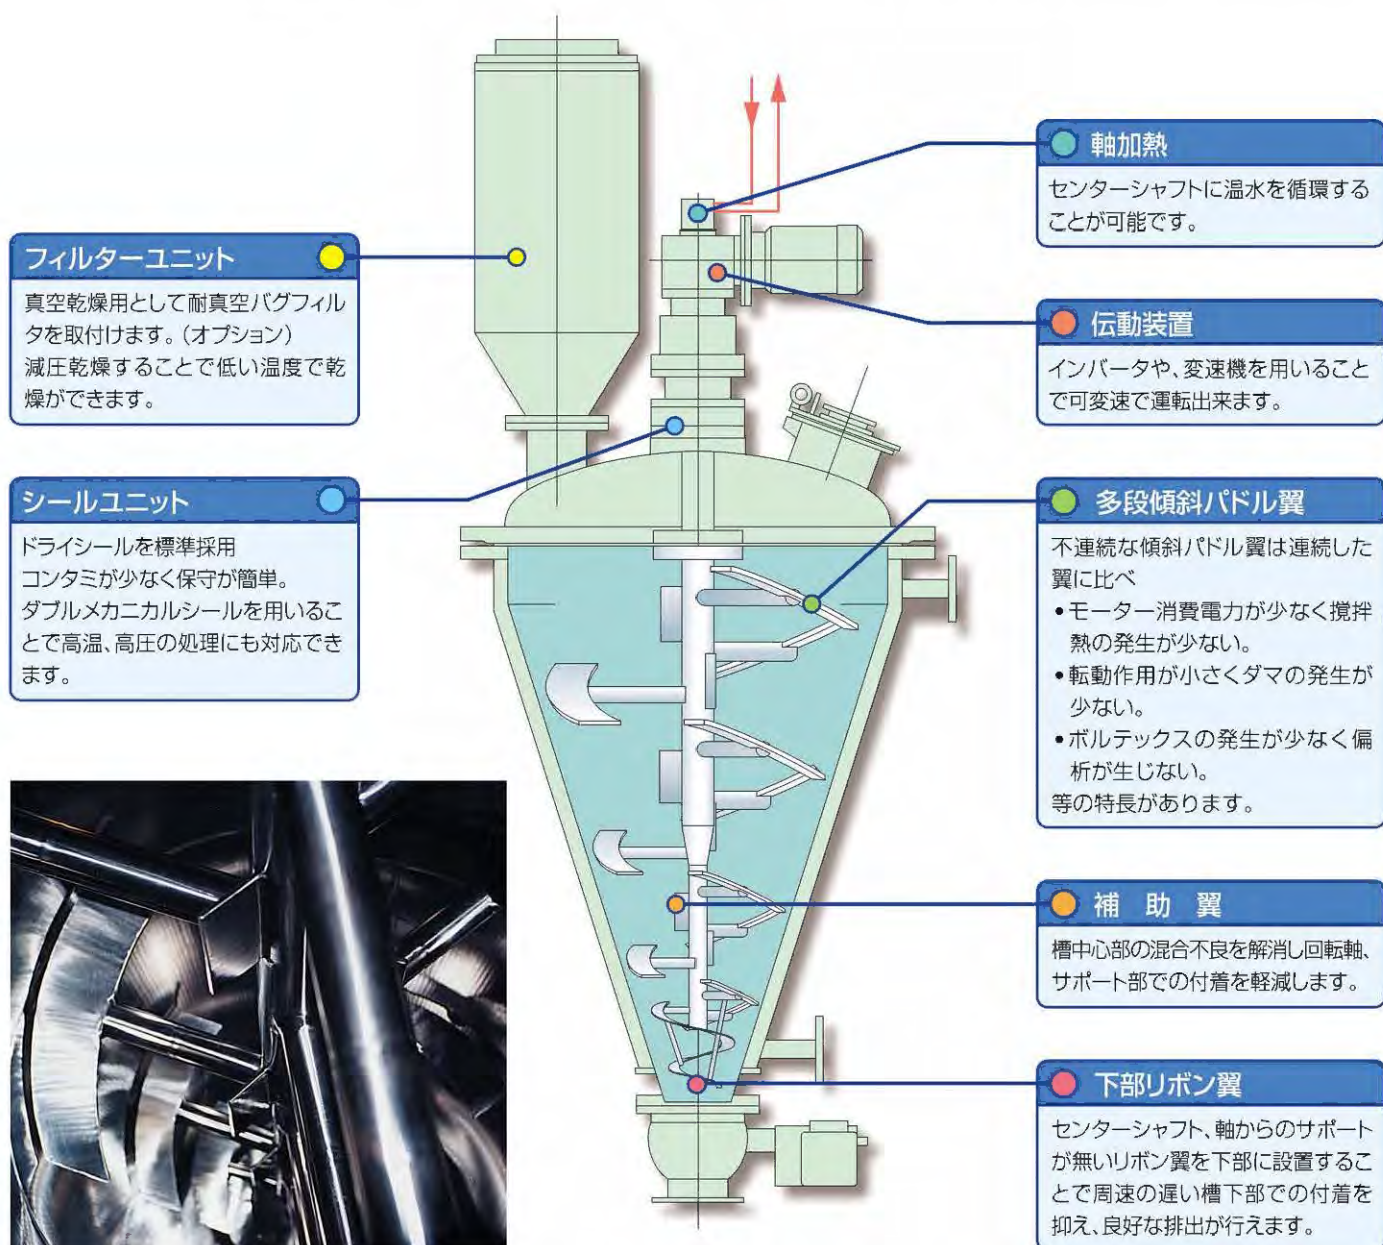 フィルターユニット
真空乾燥用として耐真空バグフィル
タを取付けます。(オプション)
減圧乾燥することで低い温度で乾
燥ができます。
シールユニット
ドライシールを標準採用
コンタミが少なく保守が簡単。
ダブルメカニカルシールを用いるこ
とで高温、高圧の処理にも対応でき
ます。
軸加熱
センターシャフトに温水を循環する
ことが可能です。
伝動装置
インバータや、変速機を用いること
で可変速で運転出来ます。
多段傾斜パドル翼
不連続な傾斜パドル翼は連続した
翼に比べ
•モーター消費電力が少なく撹拌
熱の発生が少ない。
•転動作用が小さくダマの発生が
少ない。
•ボルテックスの発生が少なく偏
析が生じない。
等の特長があります。
補 助 翼
槽中心部の混合不良を解消し回転軸、
サポート部での付着を軽減します。
下部リボン翼
センターシャフト、軸からのサポート
が無いリボン翼を下部に設置するこ
とで周速の遅い槽下部での付着を
抑え、良好な排出が行えます。